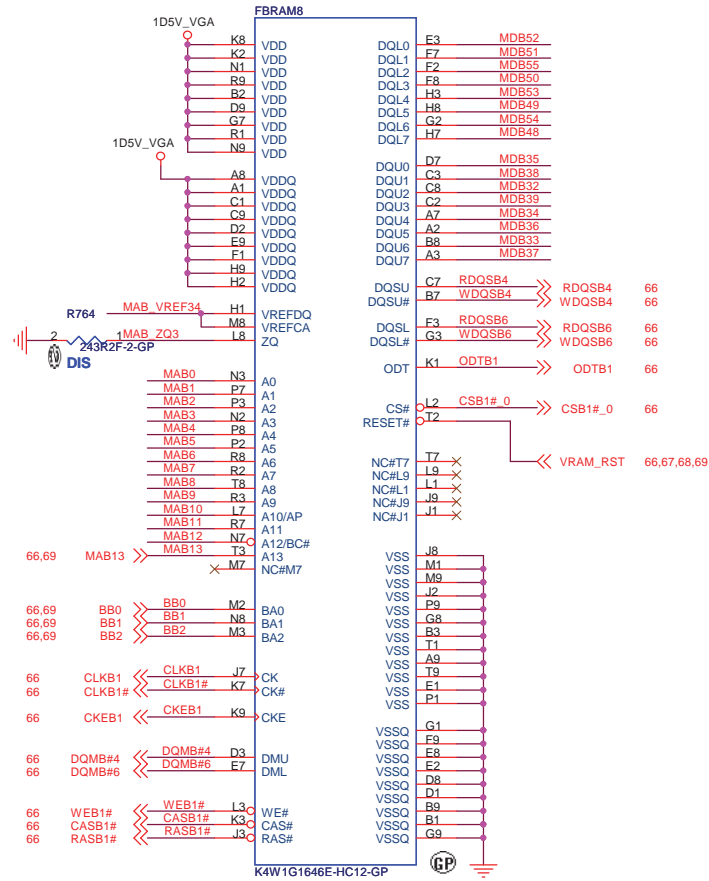 FBRAM8
1D5V_VGA
K8 VDD
K2 VDD
N1 VDD
R9 VDD
B2 VDD
D9 VDD
G7 VDD
R1 VDD
N9 VDD
1D5V_VGA
A8 VDDQ
A1 VDDQ
C1 VDDQ
C9 VDDQ
D2 VDDQ
E9 VDDQ
F1 VDDQ
H9 VDDQ
H2 VDDQ
MAB_VREF34 H1 VREFDQ
M8 VREFCA
R764
2 1 MAB_ZQ3 L8 ZQ
243R2F-2-GP
DIS
MAB0 N3 A0
MAB1 P7 A1
MAB2 P3 A2
MAB3 N2 A3
MAB4 P8 A4
MAB5 P2 A5
MAB6 R8 A6
MAB7 R2 A7
MAB8 T8 A8
MAB9 R3 A9
MAB10 L7 A10/AP
MAB11 R7 A11
MAB12 N7 A12/BC#
66,69 MAB13 MAB13 T3 A13
M7 NC#M7
66,69 BB0 BB0 M2 BA0
66,69 BB1 BB1 N8 BA1
66,69 BB2 BB2 M3 BA2
66 CLKB1 CLKB1 J7 CK
66 CLKB1# CLKB1# K7 CK#
66 CKEB1 CKEB1 K9 CKE
66 DQMB#4 DQMB#4 D3 DMU
66 DQMB#6 DQMB#6 E7 DML
66 WEB1# WEB1# L3 WE#
66 CASB1# CASB1# K3 CAS#
66 RASB1# RASB1# J3 RAS#
DQL0 E3 MDB52
DQL1 F7 MDB51
DQL2 F2 MDB55
DQL3 F8 MDB50
DQL4 H3 MDB53
DQL5 H8 MDB49
DQL6 G2 MDB54
DQL7 H7 MDB48
DQU0 D7 MDB35
DQU1 C3 MDB38
DQU2 C8 MDB32
DQU3 C2 MDB39
DQU4 A7 MDB34
DQU5 A2 MDB36
DQU6 B8 MDB33
DQU7 A3 MDB37
DQSU C7 RDQSB4 RDQSB4 66
DQSU# B7 WDQSB4 WDQSB4 66
DQSL F3 RDQSB6 RDQSB6 66
DQSL# G3 WDQSB6 WDQSB6 66
ODT K1 ODTB1 ODTB1 66
CS# L2 CSB1#_0 CSB1#_0 66
RESET# T2 VRAM_RST 66,67,68,69
NC#T7 T7
NC#L9 L9
NC#L1 L1
NC#J9 J9
NC#J1 J1
VSS J8
VSS M1
VSS M9
VSS J2
VSS P9
VSS G8
VSS B3
VSS T1
VSS A9
VSS T9
VSS E1
VSS P1
VSSQ G1
VSSQ F9
VSSQ E8
VSSQ E2
VSSQ D8
VSSQ D1
VSSQ B9
VSSQ B1
VSSQ G9
GP
K4W1G1646E-HC12-GP